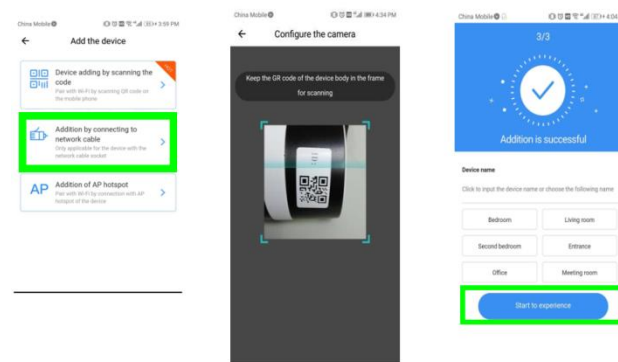 China Mobile
3:59 PM
Add the device
Device adding by scanning the
code
Pair with Wi-Fi by scanning QR code on
the mobile phone
Addition by connecting to
network cable
Only applicable for the device with the
network cable socket
AP
Addition of AP hotspot
Pair with Wi-Fi by connection with AP
hotspot of the device
China Mobile
4:34 PM
Configure the camera
Keep the QR code of the device body in the frame
for scanning
China Mobile
4:04
3/3
Addition is successful
Device name
Click to input the device name or choose the following name
Bedroom
Living room
Second bedroom
Entrance
Office
Meeting room
Start to experience